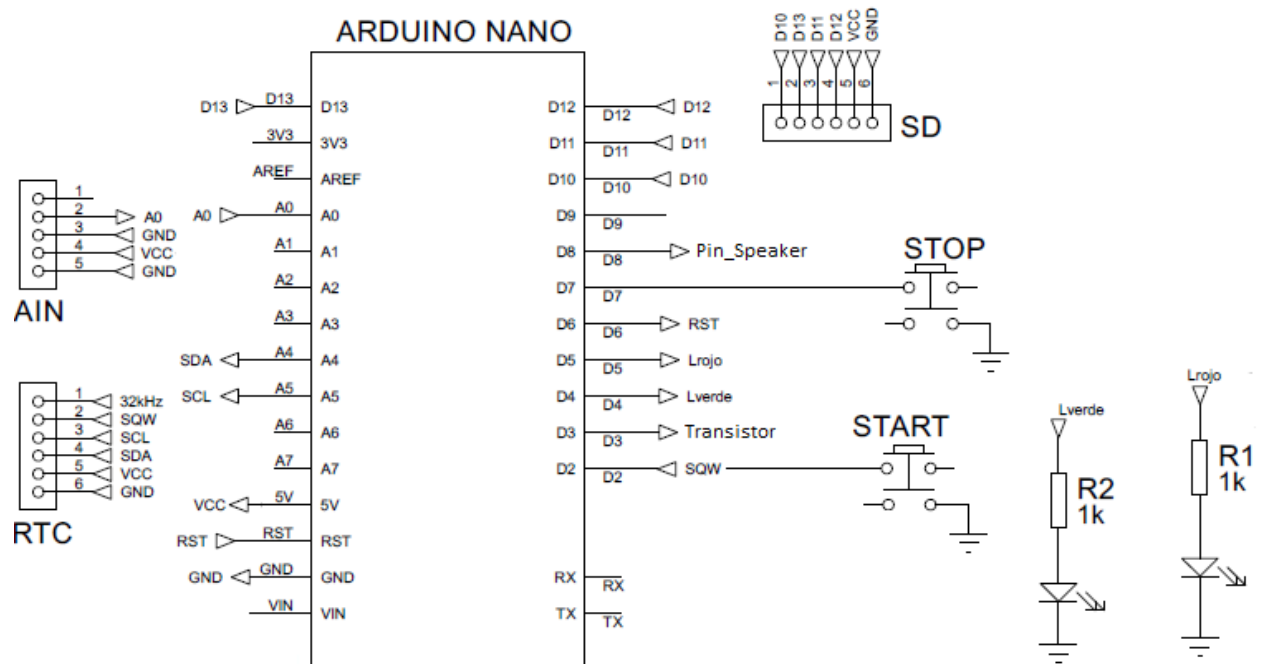 ARDUINO NANO
D13 D13 D13
3V3 3V3
AREF AREF
A0 A0 A0
A1 A1
A2 A2
A3 A3
SDA A4 A4
SCL A5 A5
A6 A6
A7 A7
VCC 5V 5V
RST RST RST
GND GND GND
VIN VIN
D12 D12 D12
D11 D11 D11
D10 D10 D10
D9 D9
D8 D8 Pin_Speaker
D7 D7
D6 D6 RST
D5 D5 Lrojo
D4 D4 Lverde
D3 D3 Transistor
D2 D2 SQW
RX RX
TX TX
1
2 A0
3 GND
4 VCC
5 GND
AIN
1 32kHz
2 SQW
3 SCL
4 SDA
5 VCC
6 GND
RTC
D10 D13 D11 D12 VCC GND
1 2 3 4 5 6
SD
STOP
START
Lverde
R2
1k
Lrojo
R1
1k